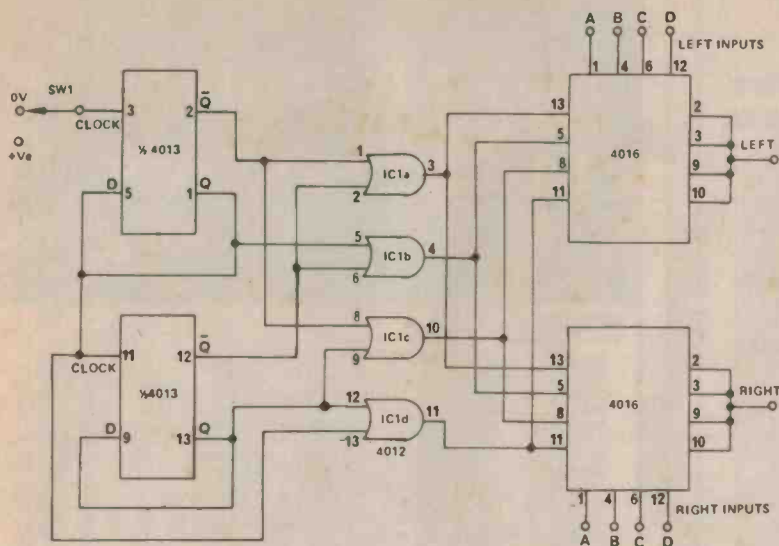 A B C D
LEFT INPUTS
1 4 6 12
0V SW1
3 2 Q̄
CLOCK
+Ve
½ 4013
D
5 1 Q
13 2
5 3 LEFT
4016
8 9
11 10
1
IC1a 3
2
5
IC1b 4
6
8
IC1c 10
9
11 12 Q̄
CLOCK
½4013
D
9 13 Q
12
IC1d 11
-13
4012
13 2
5 3 RIGHT
4016
8 9
11 10
1 4 6 12
RIGHT INPUTS
A B C D